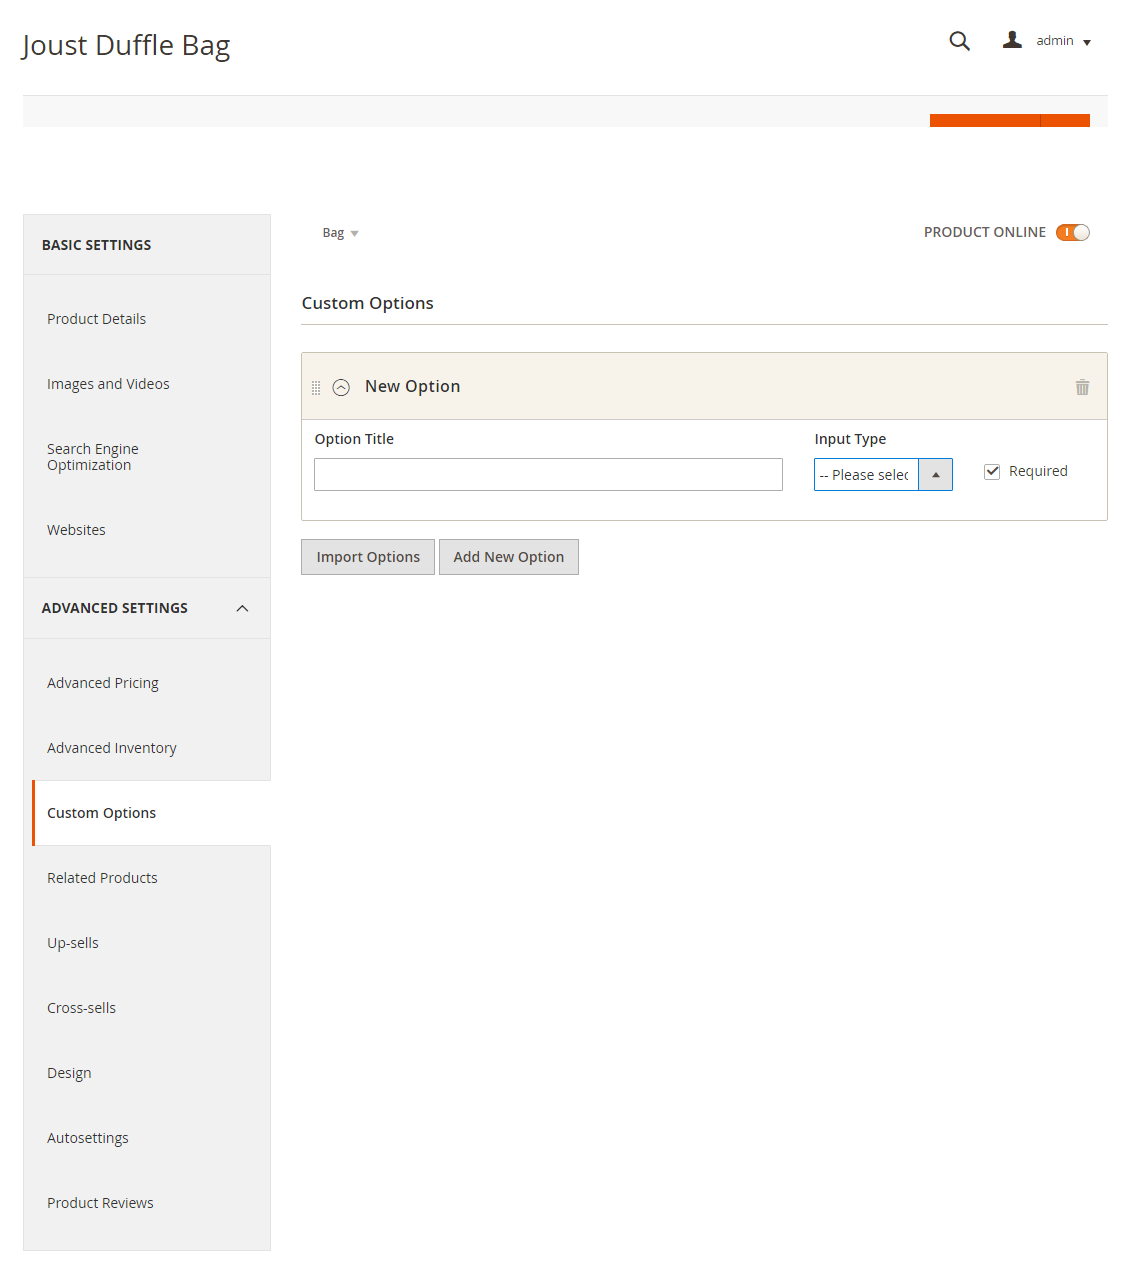 Joust Duffle Bag
admin
BASIC SETTINGS
Product Details
Images and Videos
Search Engine
Optimization
Websites
ADVANCED SETTINGS
Advanced Pricing
Advanced Inventory
Custom Options
Related Products
Up-sells
Cross-sells
Design
Autosettings
Product Reviews
Bag
PRODUCT ONLINE
Custom Options
New Option
Option Title
Input Type
-- Please selec
Required
Import Options
Add New Option